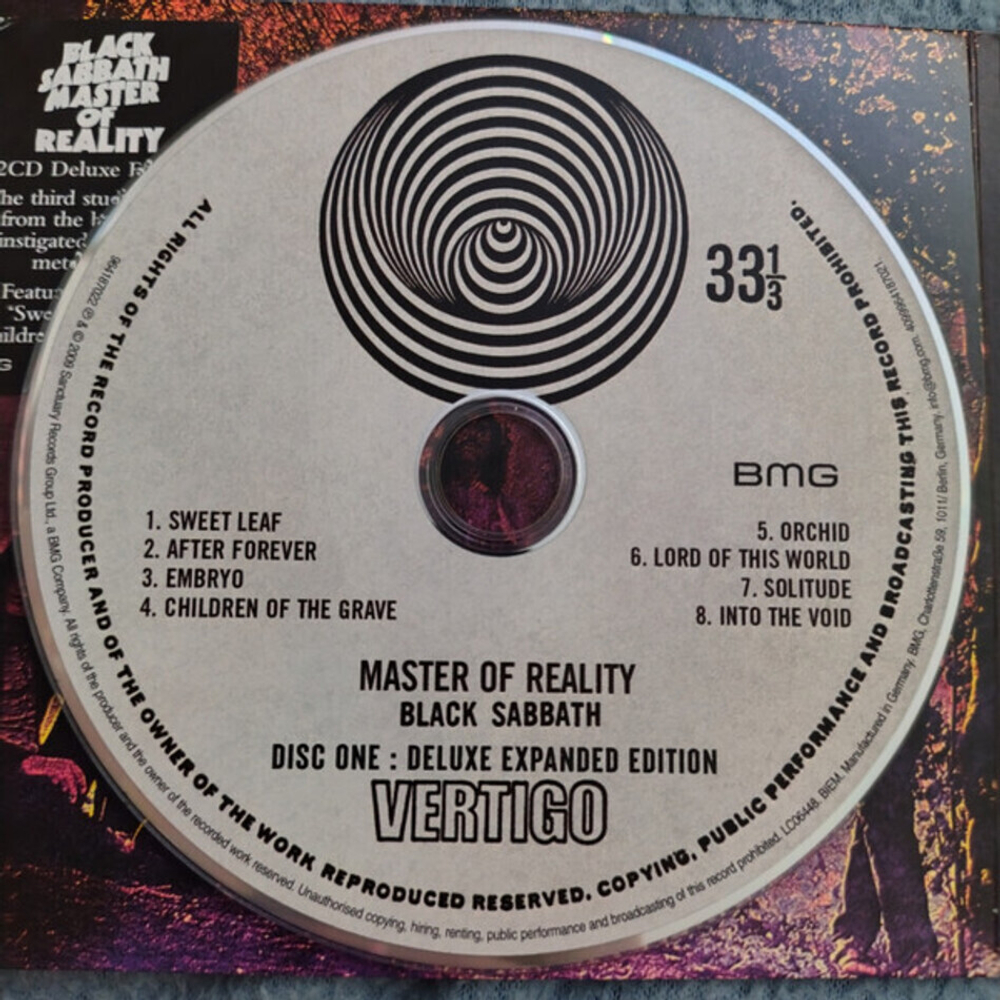 BLACK
SABBATH
MASTER
of
REALITY
2CD Deluxe
The third
from the
instigated
33⅓
BMG
1. SWEET LEAF
2. AFTER FOREVER
3. EMBRYO
4. CHILDREN OF THE GRAVE
5. ORCHID
6. LORD OF THIS WORLD
7. SOLITUDE
8. INTO THE VOID
MASTER OF REALITY
BLACK SABBATH
DISC ONE : DELUXE EXPANDED EDITION
VERTIGO
ALL RIGHTS OF THE RECORD PRODUCER AND OF THE OWNER OF THE WORK REPRODUCED RESERVED. COPYING, PUBLIC PERFORMANCE AND BROADCASTING THIS RECORD PROHIBITED.
964187022 ℗ & © 2009 Sanctuary Records Group Ltd., a BMG Company. All rights of the producer and the owner of the recorded work reserved. Unauthorised copying, hiring, renting, public performance and broadcasting of this record prohibited. LC06448. BIEM. Manufactured in Germany. BMG, Charlottenstraße 59, 10117 Berlin, Germany. info@bmg.com.